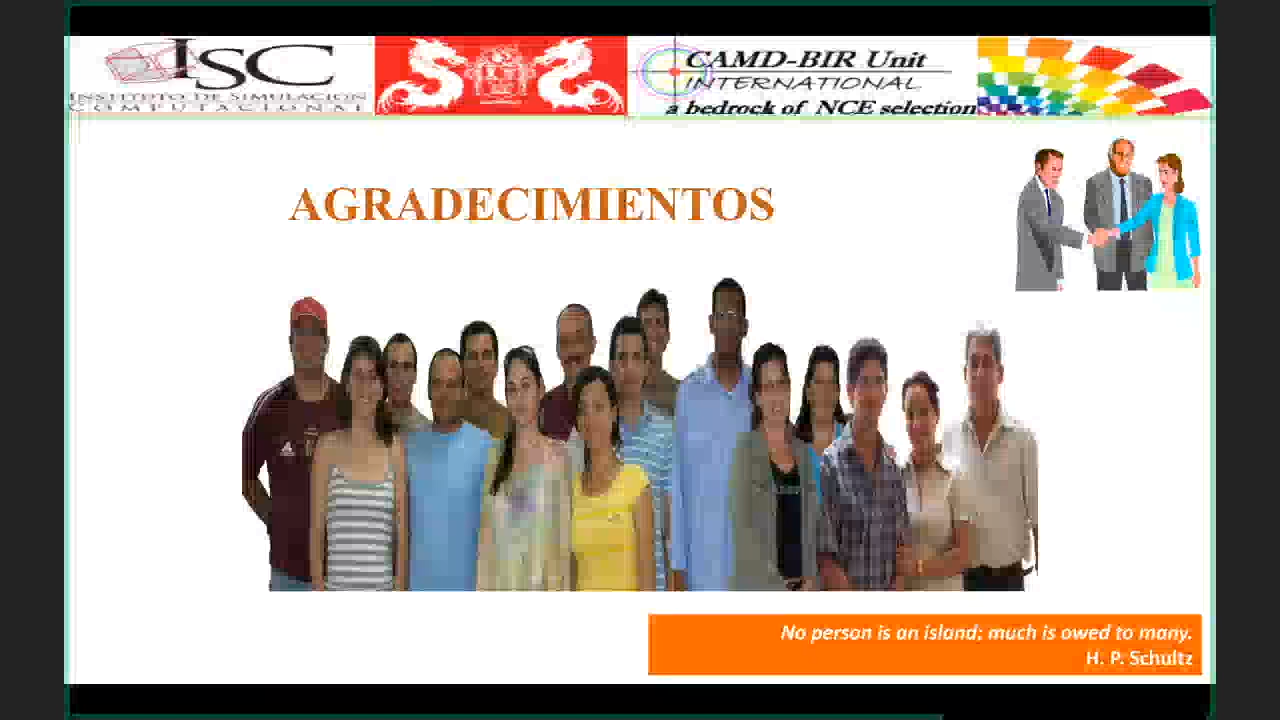 ISC
INSTITUTO DE SIMULACION
COMPUTACIONAL
CAMD-BIR Unit
INTERNATIONAL
a bedrock of NCE selection
AGRADECIMIENTOS
No person is an island; much is owed to many.
H. P. Schultz